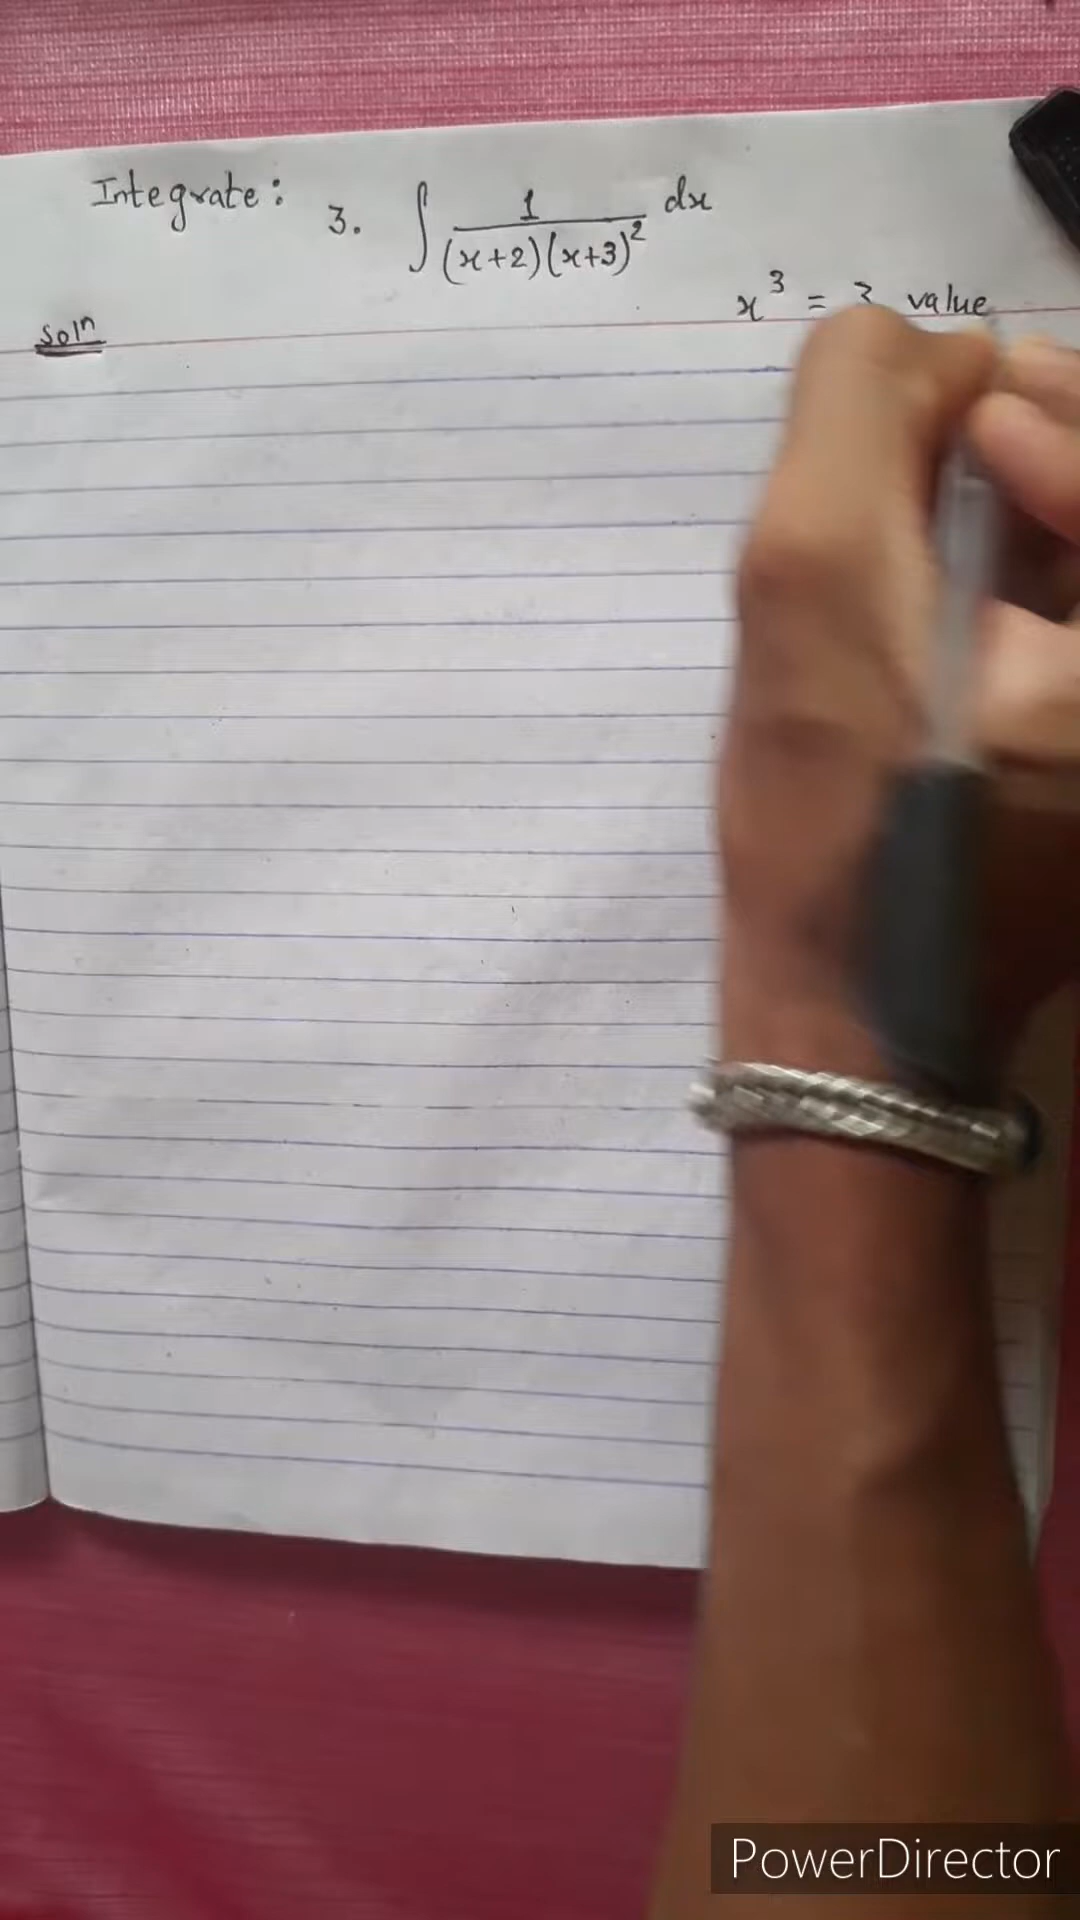 Integrate: 3. ∫ 1/((x+2)(x+3)²) dx
x³ = 3 value
Solⁿ
PowerDirector